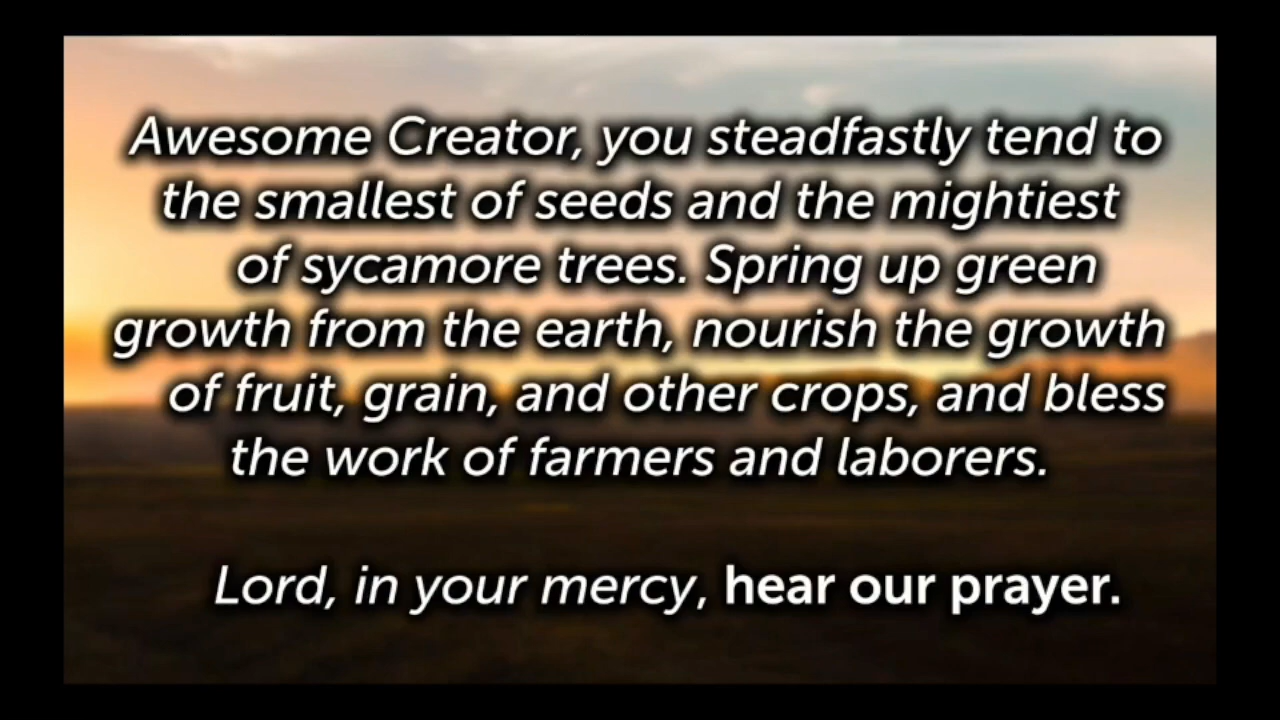 Awesome Creator, you steadfastly tend to
the smallest of seeds and the mightiest
of sycamore trees. Spring up green
growth from the earth, nourish the growth
of fruit, grain, and other crops, and bless
the work of farmers and laborers.
Lord, in your mercy, hear our prayer.